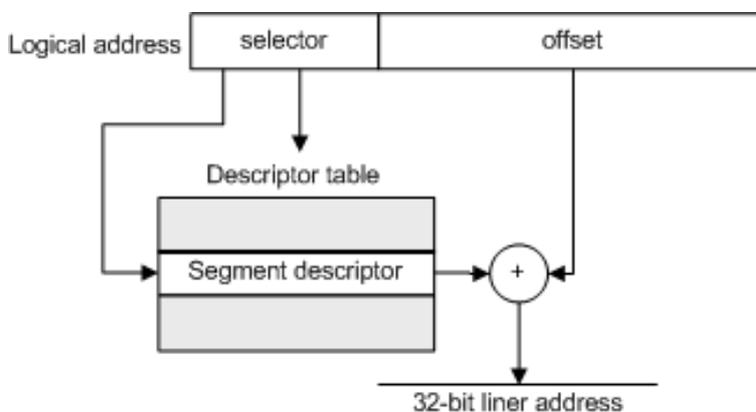 Logical address selector offset
Descriptor table
Segment descriptor +
32-bit liner address